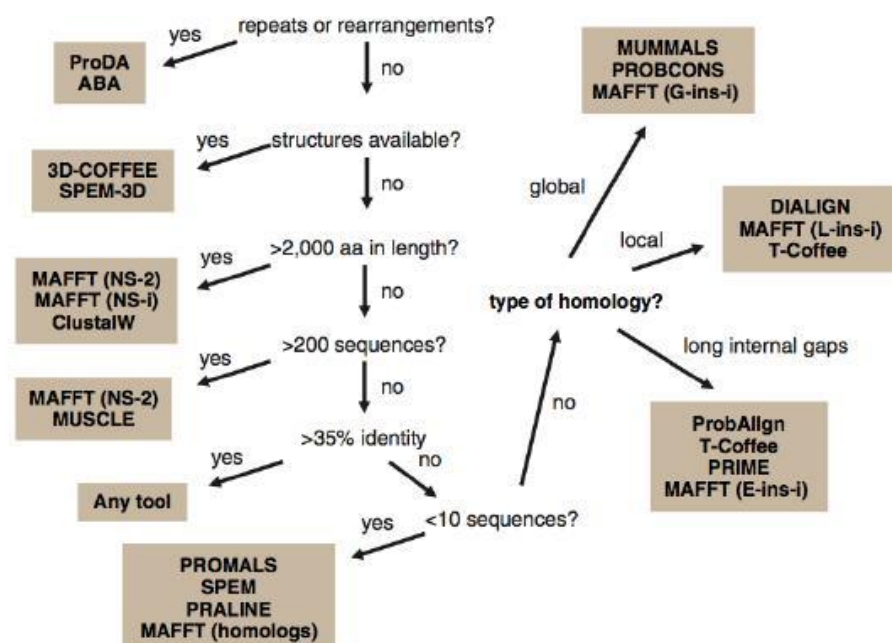 repeats or rearrangements?
yes
ProDA
ABA
no
structures available?
yes
3D-COFFEE
SPEM-3D
no
>2,000 aa in length?
yes
MAFFT (NS-2)
MAFFT (NS-i)
ClustalW
no
>200 sequences?
yes
MAFFT (NS-2)
MUSCLE
no
>35% identity
yes
Any tool
no
<10 sequences?
yes
PROMALS
SPEM
PRALINE
MAFFT (homologs)
no
type of homology?
global
MUMMALS
PROBCONS
MAFFT (G-ins-i)
local
DIALIGN
MAFFT (L-ins-i)
T-Coffee
long internal gaps
ProbAlign
T-Coffee
PRIME
MAFFT (E-ins-i)